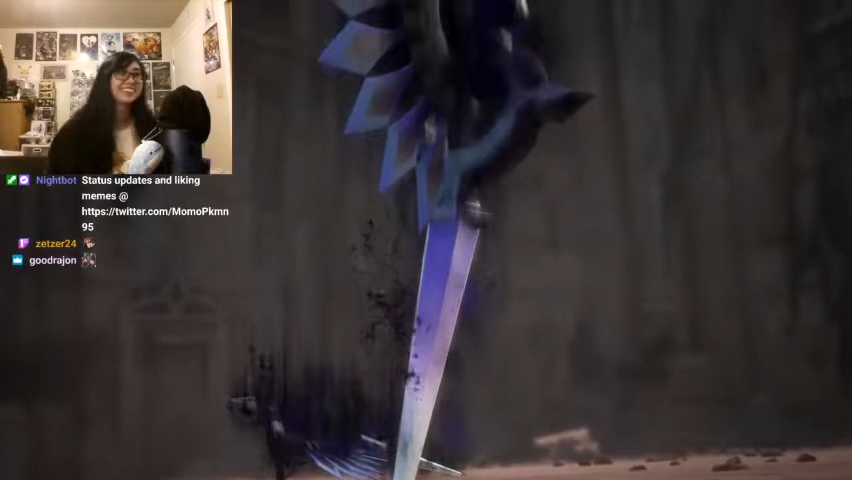 Nightbot Status updates and liking
memes @
https://twitter.com/MomoPkmn
95
zetzer24
goodrajon